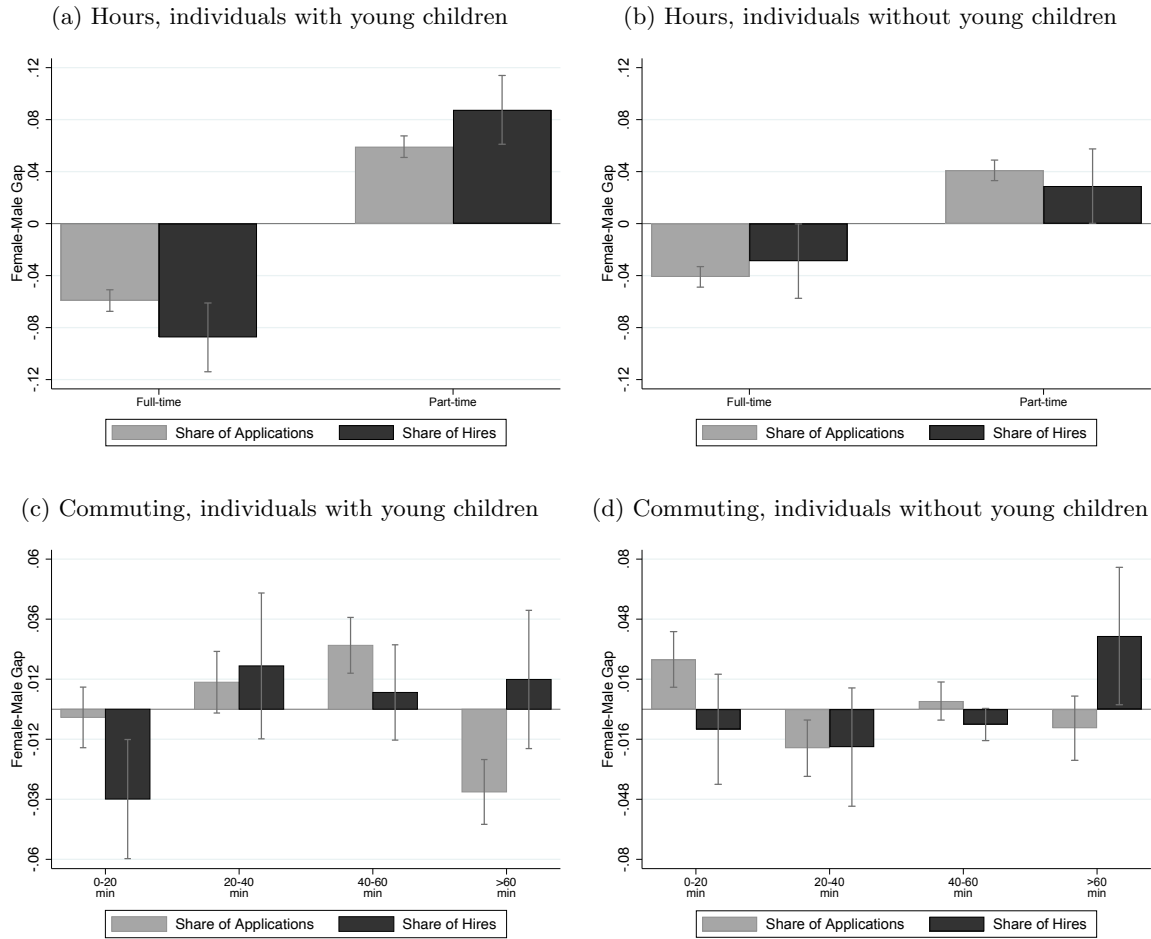 (a) Hours, individuals with young children
Female-Male Gap
.12
.08
.04
0
-.04
-.08
-.12
Full-time Part-time
Share of Applications Share of Hires
(b) Hours, individuals without young children
Female-Male Gap
.12
.08
.04
0
-.04
-.08
-.12
Full-time Part-time
Share of Applications Share of Hires
(c) Commuting, individuals with young children
Female-Male Gap
.06
.036
.012
-.012
-.036
-.06
0-20 20-40 40-60 >60
min min min min
Share of Applications Share of Hires
(d) Commuting, individuals without young children
Female-Male Gap
.08
.048
.016
-.016
-.048
-.08
0-20 20-40 40-60 >60
min min min min
Share of Applications Share of Hires